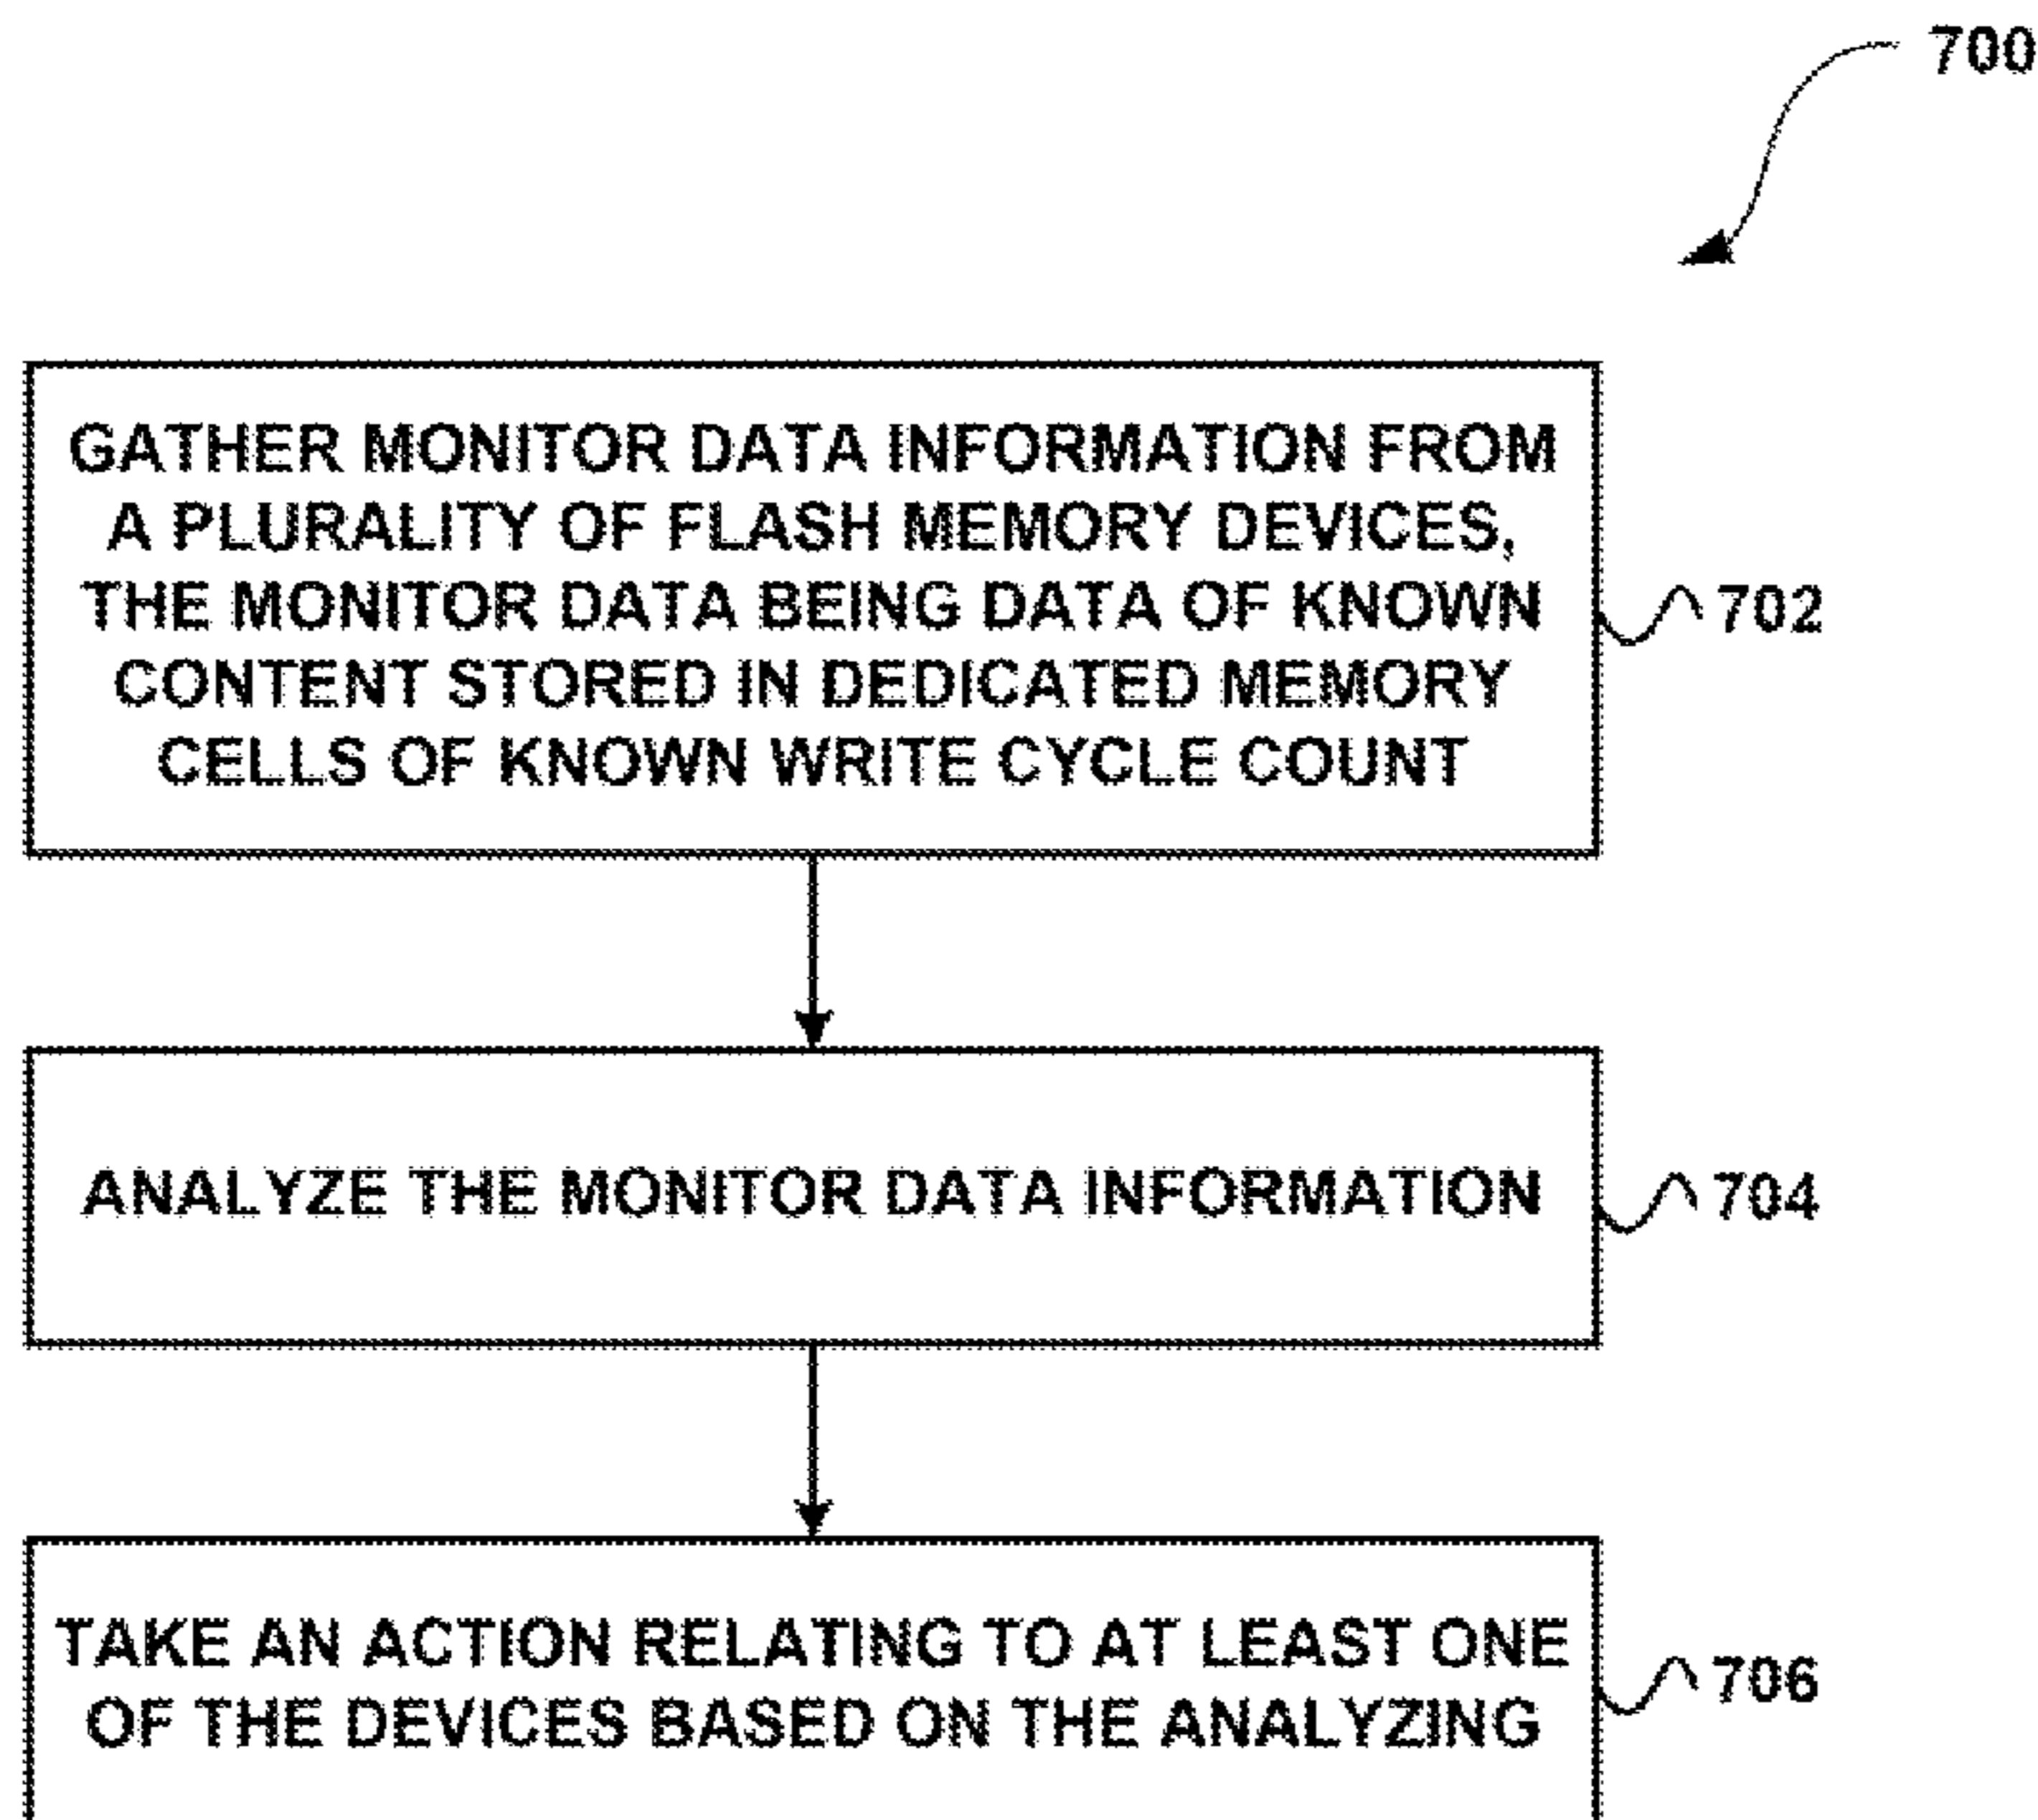 700
GATHER MONITOR DATA INFORMATION FROM
A PLURALITY OF FLASH MEMORY DEVICES,
THE MONITOR DATA BEING DATA OF KNOWN
CONTENT STORED IN DEDICATED MEMORY
CELLS OF KNOWN WRITE CYCLE COUNT
702
ANALYZE THE MONITOR DATA INFORMATION
704
TAKE AN ACTION RELATING TO AT LEAST ONE
OF THE DEVICES BASED ON THE ANALYZING
706